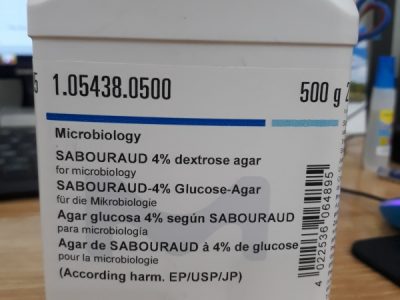 1.05438.0500 500 g
Microbiology
SABOURAUD 4% dextrose agar
for microbiology
SABOURAUD-4% Glucose-Agar
für die Mikrobiologie
Agar glucosa 4% según SABOURAUD
para microbiología
Agar de SABOURAUD à 4% de glucose
pour la microbiologie
(According harm. EP/USP/JP)
4 022536 064895